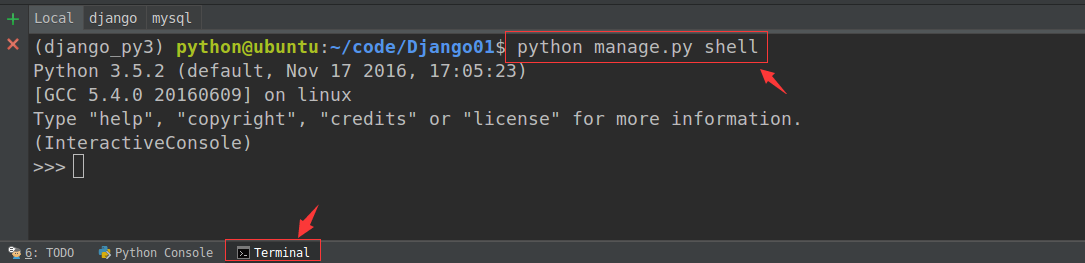 Local django mysql
(django_py3) python@ubuntu:~/code/Django01$ python manage.py shell
Python 3.5.2 (default, Nov 17 2016, 17:05:23)
[GCC 5.4.0 20160609] on linux
Type "help", "copyright", "credits" or "license" for more information.
(InteractiveConsole)
>>>
6: TODO Python Console Terminal